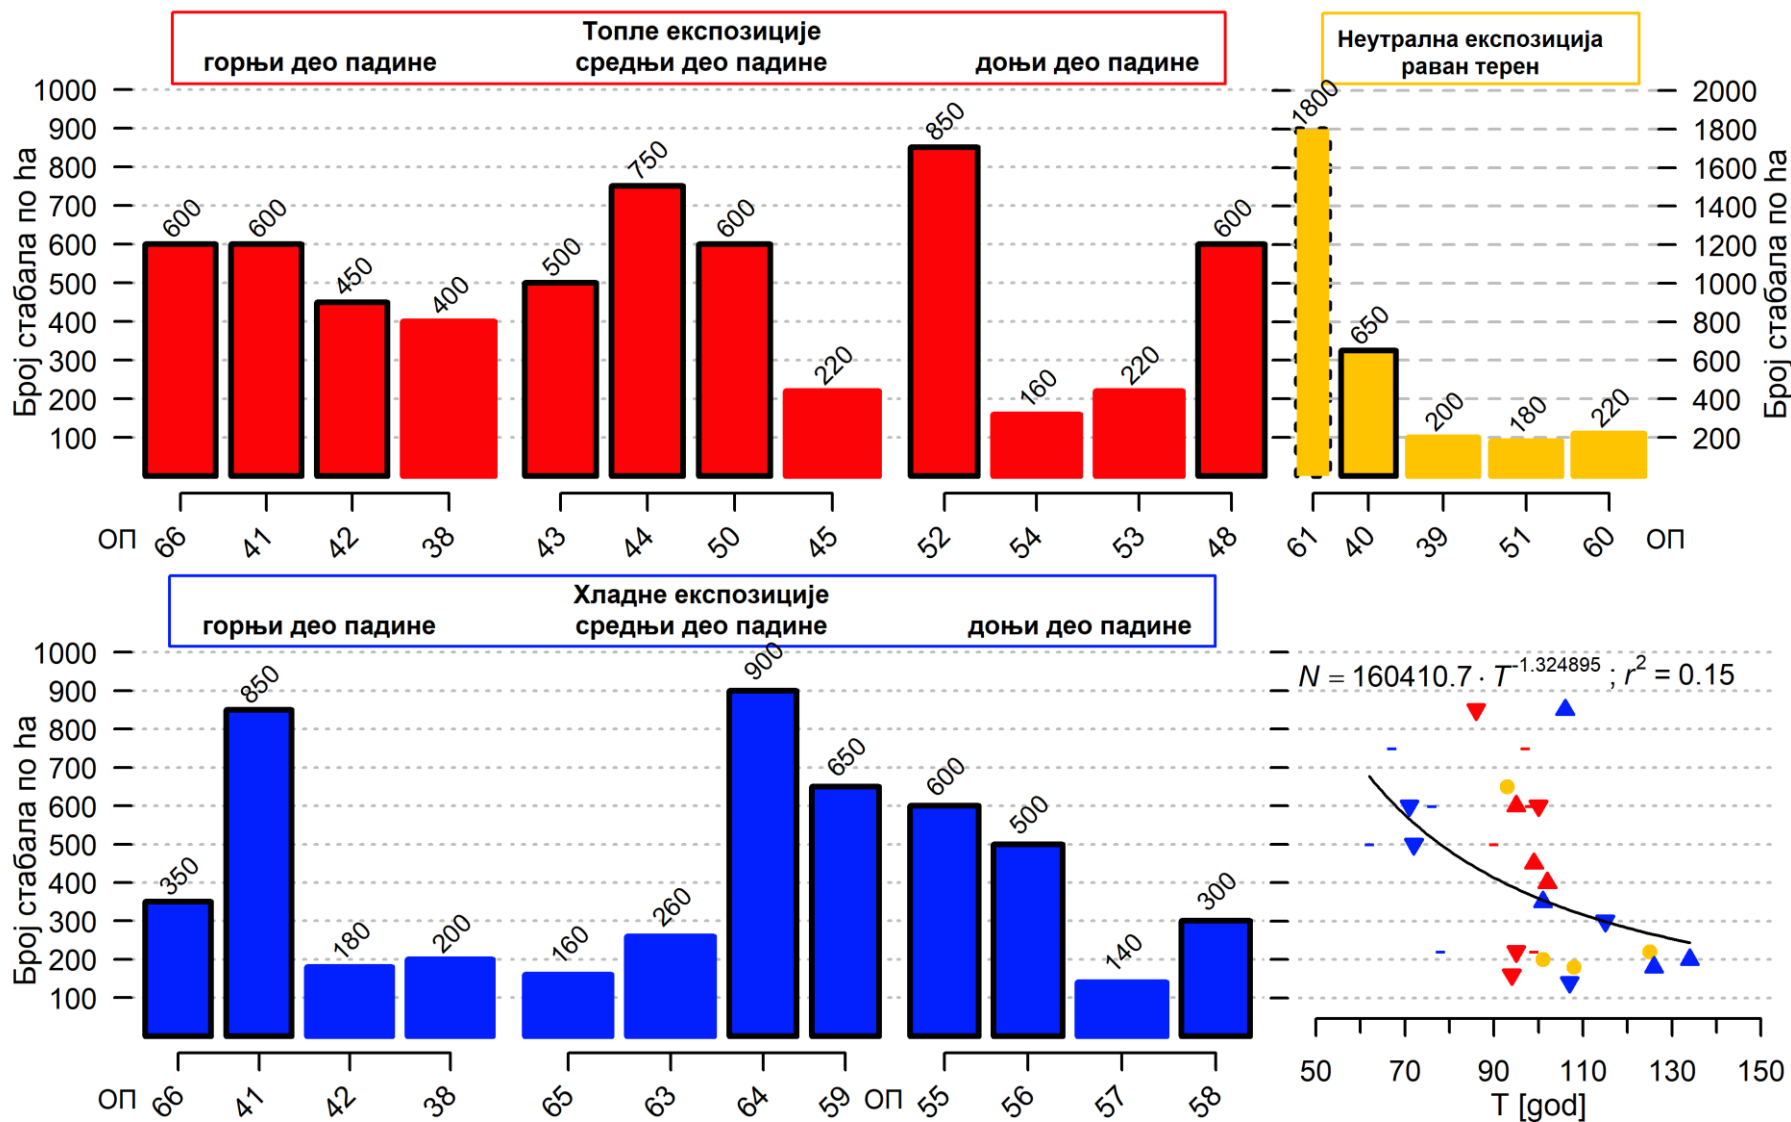 Топле експозиције
горњи део падине средњи део падине доњи део падине
Неутрална експозиција
раван терен
Број стабала по ha
1000
900
800
700
600
500
400
300
200
100
600 600 450 400 500 750 600 220 850 160 220 600
1800 650 200 180 220
2000
1800
1600
1400
1200
1000
800
600
400
200
Број стабала по ha
ОП 66 41 42 38 43 44 50 45 52 54 53 48 61 40 39 51 60 ОП
Хладне експозиције
горњи део падине средњи део падине доњи део падине
Број стабала по ha
1000
900
800
700
600
500
400
300
200
100
350 850 180 200 160 260 900 650 600 500 140 300
ОП 66 41 42 38 65 63 64 59 ОП 55 56 57 58
N = 160410.7 · T^-1.324895 ; r² = 0.15
50 70 90 110 130 150
T [god]